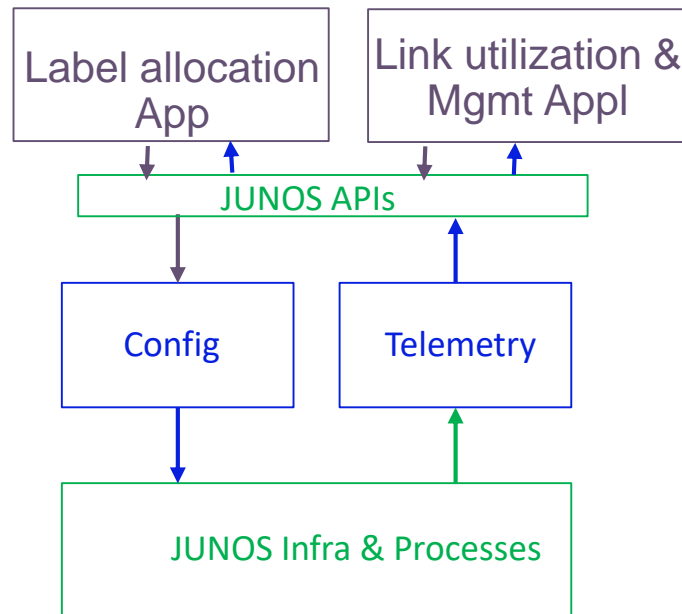 Label allocation
App
Link utilization &
Mgmt Appl
JUNOS APIs
Config
Telemetry
JUNOS Infra & Processes